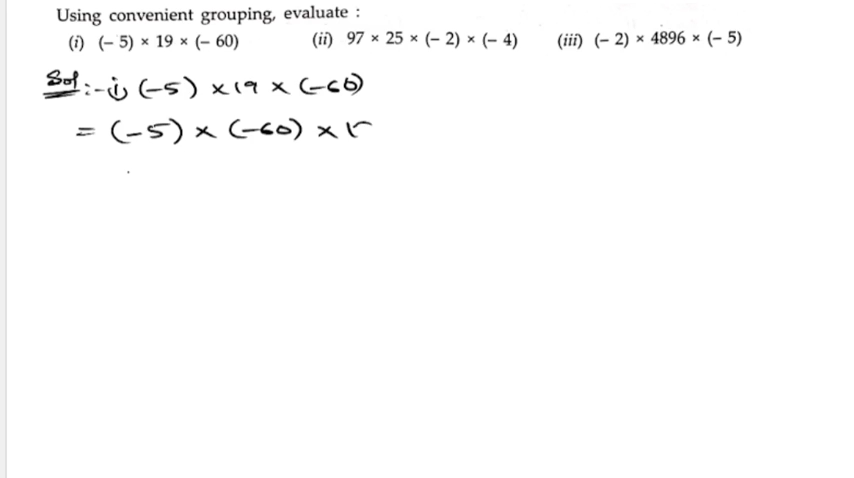 Using convenient grouping, evaluate :
(i) (– 5) × 19 × (– 60) (ii) 97 × 25 × (– 2) × (– 4) (iii) (– 2) × 4896 × (– 5)
Sol :- i) (-5) × 19 × (-60)
= (-5) × (-60) × 1